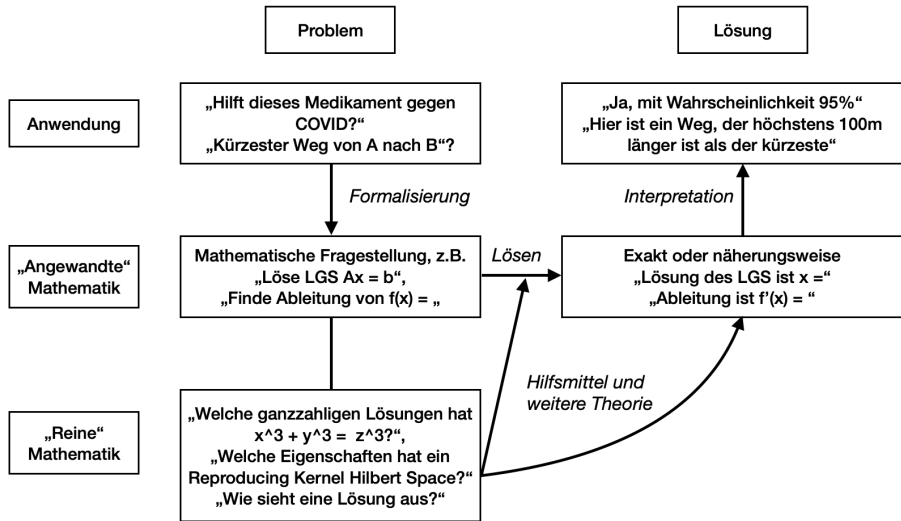 Problem
Lösung
Anwendung
„Hilft dieses Medikament gegen
COVID?“
„Kürzester Weg von A nach B“?
„Ja, mit Wahrscheinlichkeit 95%“
„Hier ist ein Weg, der höchstens 100m
länger ist als der kürzeste“
Formalisierung
Interpretation
„Angewandte“
Mathematik
Mathematische Fragestellung, z.B.
„Löse LGS Ax = b“,
„Finde Ableitung von f(x) = „
Lösen
Exakt oder näherungsweise
„Lösung des LGS ist x =“
„Ableitung ist f’(x) = “
Hilfsmittel und
weitere Theorie
„Reine“
Mathematik
„Welche ganzzahligen Lösungen hat
x^3 + y^3 =  z^3?“,
„Welche Eigenschaften hat ein
Reproducing Kernel Hilbert Space?“
„Wie sieht eine Lösung aus?“